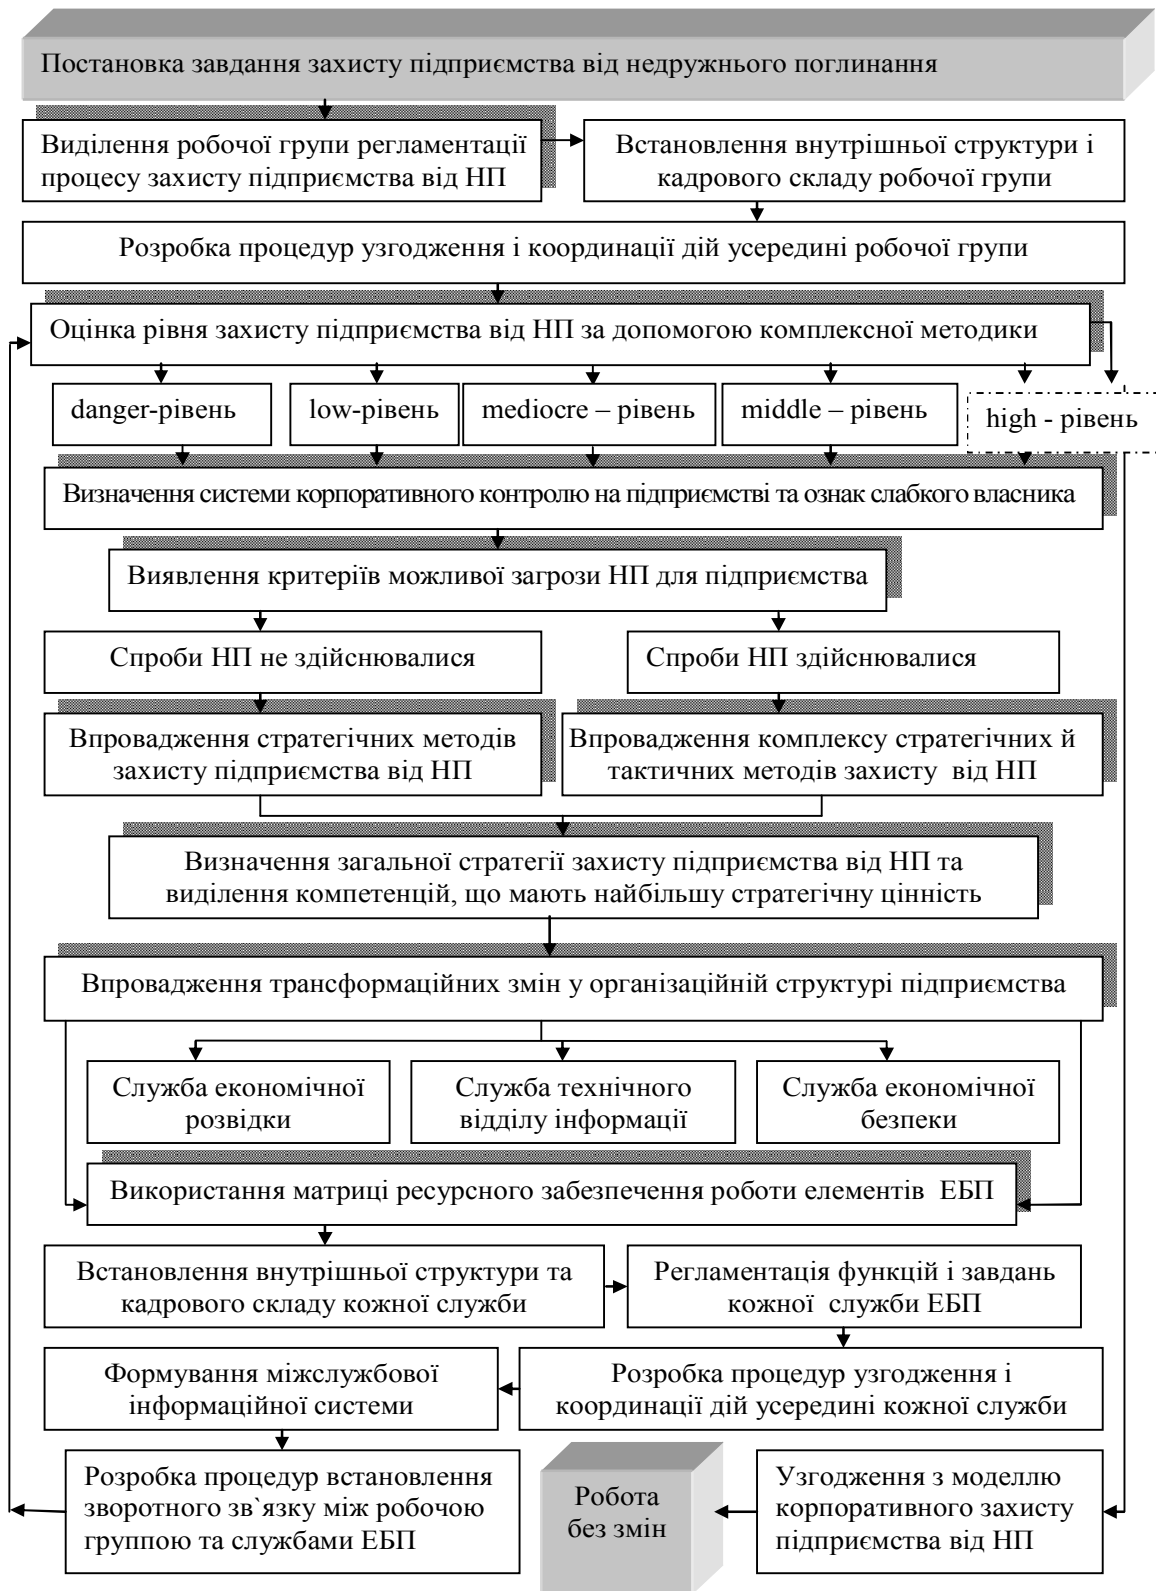 Постановка завдання захисту підприємства від недружнього поглинання
Виділення робочої групи регламентації
процесу захисту підприємства від НП
Встановлення внутрішньої структури і
кадрового складу робочої групи
Розробка процедур узгодження і координації дій усередині робочої групи
Оцінка рівня захисту підприємства від НП за допомогою комплексної методики
danger-рівень
low-рівень
mediocre – рівень
middle – рівень
high - рівень
Визначення системи корпоративного контролю на підприємстві та ознак слабкого власника
Виявлення критеріїв можливої загрози НП для підприємства
Спроби НП не здійснювалися
Спроби НП здійснювалися
Впровадження стратегічних методів
захисту підприємства від НП
Впровадження комплексу стратегічних й
тактичних методів захисту від НП
Визначення загальної стратегії захисту підприємства від НП та
виділення компетенцій, що мають найбільшу стратегічну цінність
Впровадження трансформаційних змін у організаційній структурі підприємства
Служба економічної
розвідки
Служба технічного
відділу інформації
Служба економічної
безпеки
Використання матриці ресурсного забезпечення роботи елементів ЕБП
Встановлення внутрішньої структури та
кадрового складу кожної служби
Регламентація функцій і завдань
кожної служби ЕБП
Формування міжслужбової
інформаційної системи
Розробка процедур узгодження і
координації дій усередині кожної служби
Розробка процедур встановлення
зворотного зв`язку між робочою
группою та службами ЕБП
Робота
без змін
Узгодження з моделлю
корпоративного захисту
підприємства від НП